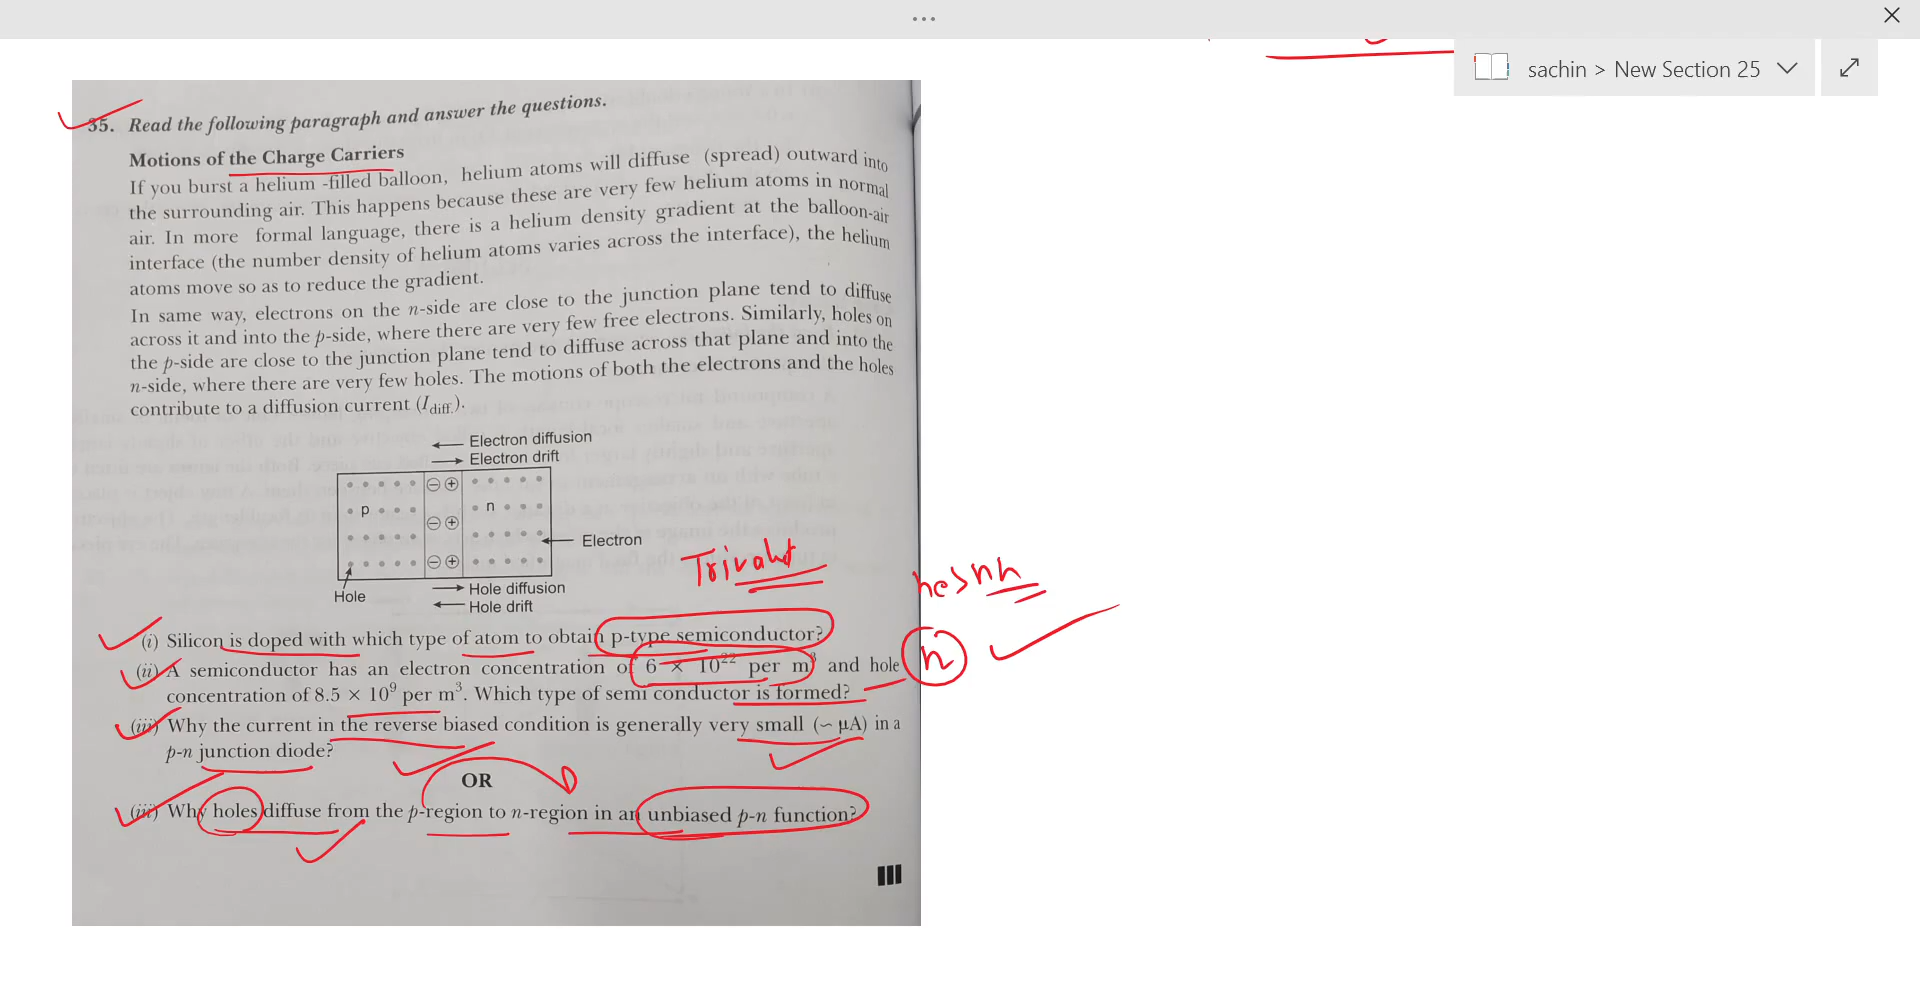 sachin > New Section 25
35. Read the following paragraph and answer the questions.
Motions of the Charge Carriers
If you burst a helium -filled balloon, helium atoms will diffuse (spread) outward into
the surrounding air. This happens because these are very few helium atoms in normal
air. In more formal language, there is a helium density gradient at the balloon-air
interface (the number density of helium atoms varies across the interface), the helium
atoms move so as to reduce the gradient.
In same way, electrons on the n-side are close to the junction plane tend to diffuse
across it and into the p-side, where there are very few free electrons. Similarly, holes on
the p-side are close to the junction plane tend to diffuse across that plane and into the
n-side, where there are very few holes. The motions of both the electrons and the holes
contribute to a diffusion current (I diff.).
Electron diffusion
Electron drift
p
n
Electron
Hole
Hole diffusion
Hole drift
(i) Silicon is doped with which type of atom to obtain p-type semiconductor?
(ii) A semiconductor has an electron concentration of 6 × 10²² per m³ and hole
concentration of 8.5 × 10⁹ per m³. Which type of semi conductor is formed?
n
(iii) Why the current in the reverse biased condition is generally very small (~ μA) in a
p-n junction diode?
OR
(iii) Why holes diffuse from the p-region to n-region in an unbiased p-n function?